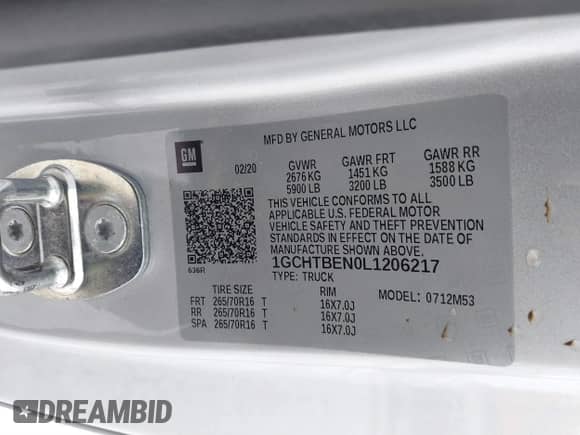 MFD BY GENERAL MOTORS LLC
GM
02/20
GVWR GAWR FRT GAWR RR
2676 KG 1451 KG 1588 KG
5900 LB 3200 LB 3500 LB
THIS VEHICLE CONFORMS TO ALL
APPLICABLE U.S. FEDERAL MOTOR
VEHICLE SAFETY AND THEFT PREVENTION
STANDARDS IN EFFECT ON THE DATE OF
MANUFACTURE SHOWN ABOVE.
636R
1GCHTBEN0L1206217
TYPE: TRUCK
TIRE SIZE RIM MODEL: 0712M53
FRT 265/70R16 T 16X7.0J
RR 265/70R16 T 16X7.0J
SPA 265/70R16 T 16X7.0J
DREAMBID